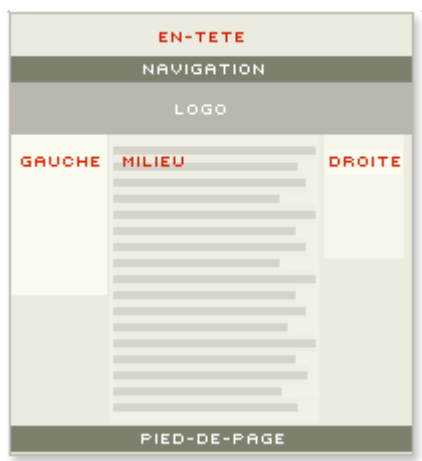 EN-TETE
NAVIGATION
LOGO
GAUCHE
MILIEU
DROITE
PIED-DE-PAGE